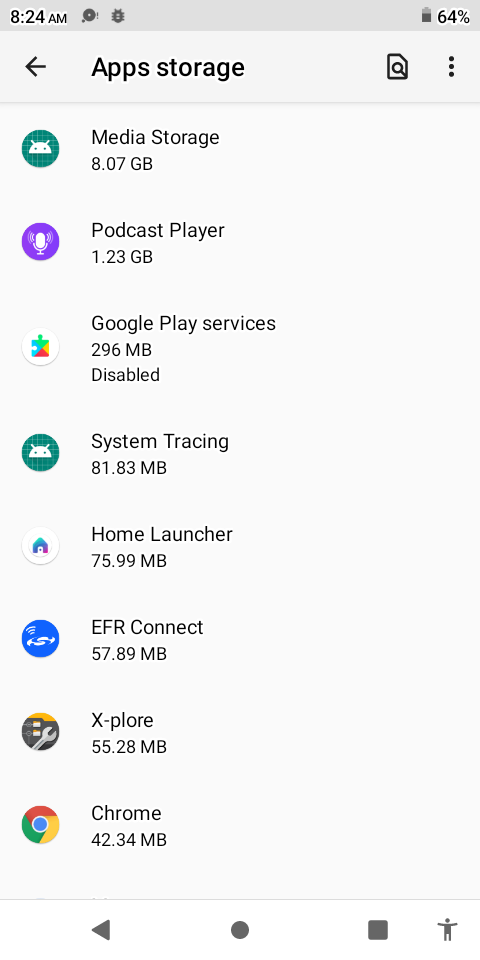 8:24 AM
64%
Apps storage
Media Storage
8.07 GB
Podcast Player
1.23 GB
Google Play services
296 MB
Disabled
System Tracing
81.83 MB
Home Launcher
75.99 MB
EFR Connect
57.89 MB
X-plore
55.28 MB
Chrome
42.34 MB